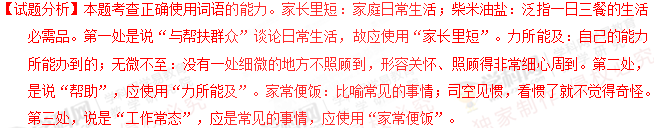 【试题分析】本题考查正确使用词语的能力。家长里短：家庭日常生活；柴米油盐：泛指一日三餐的生活
必需品。第一处是说“与帮扶群众”谈论日常生活，故应使用“家长里短”。力所能及：自己的能力
所能办到的；无微不至：没有一处细微的地方不照顾到，形容关怀、照顾得非常细心周到。第二处，
是说“帮助”，应使用“力所能及”。家常便饭：比喻常见的事情；司空见惯，看惯了就不觉得奇怪。
第三处，说是“工作常态”，应是常见的事情，应使用“家常便饭”。